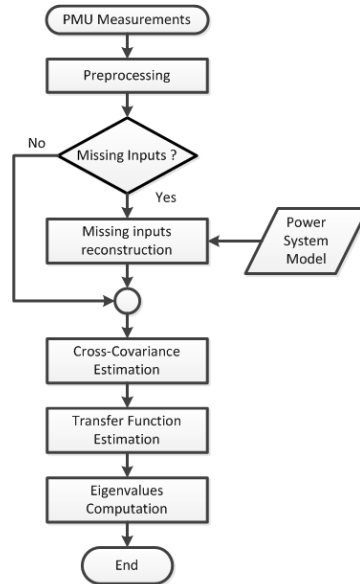 PMU Measurements
Preprocessing
No
Missing Inputs ?
Yes
Missing inputs
reconstruction
Power
System
Model
Cross-Covariance
Estimation
Transfer Function
Estimation
Eigenvalues
Computation
End